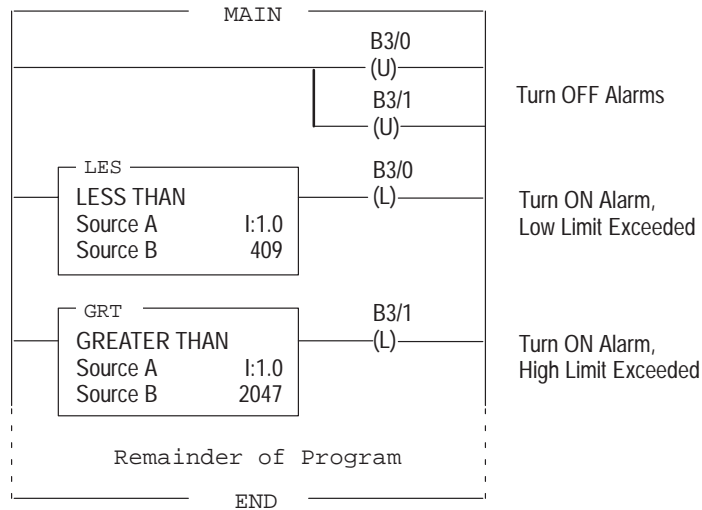 MAIN
B3/0
(U)
B3/1
(U)
Turn OFF Alarms
LES
LESS THAN
Source A I:1.0
Source B 409
B3/0
(L)
Turn ON Alarm,
Low Limit Exceeded
GRT
GREATER THAN
Source A I:1.0
Source B 2047
B3/1
(L)
Turn ON Alarm,
High Limit Exceeded
Remainder of Program
END